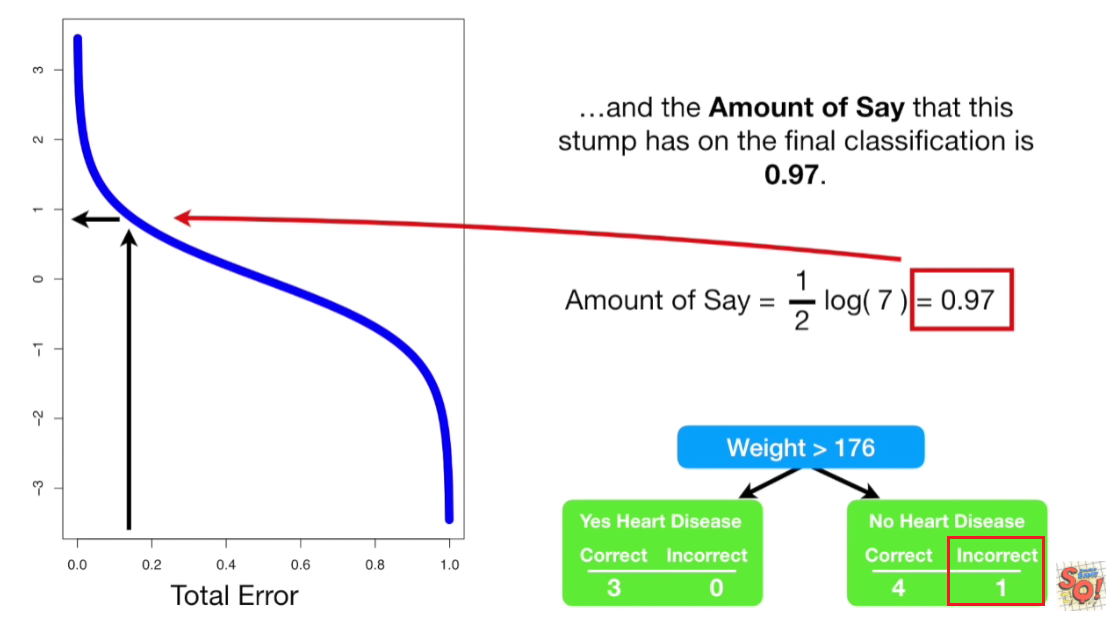 …and the Amount of Say that this
stump has on the final classification is
0.97.
3
2
1
0
-1
-2
-3
0.0 0.2 0.4 0.6 0.8 1.0
Total Error
Amount of Say = 1/2 log( 7 ) = 0.97
Weight > 176
Yes Heart Disease
Correct Incorrect
3 0
No Heart Disease
Correct Incorrect
4 1
SQ!